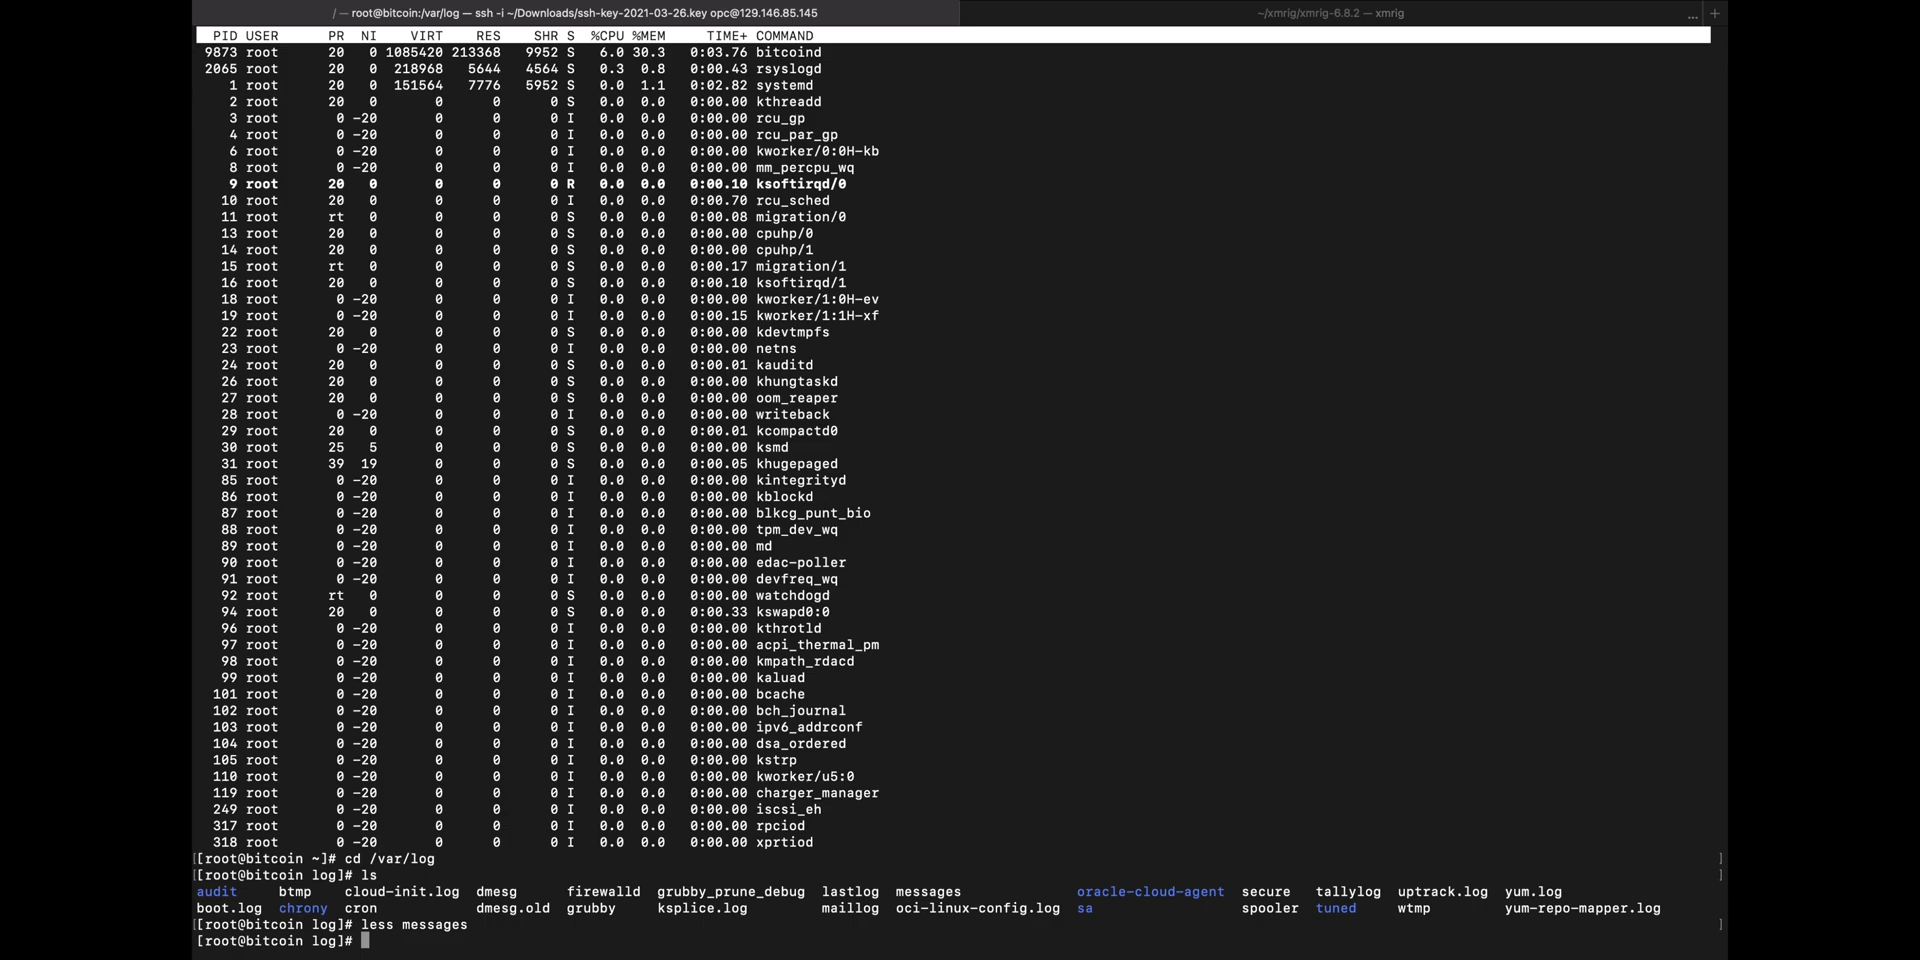 / — root@bitcoin:/var/log — ssh -i ~/Downloads/ssh-key-2021-03-26.key opc@129.146.85.145
~/xmrig/xmrig-6.8.2 — xmrig ... +
PID USER PR NI VIRT RES SHR S %CPU %MEM TIME+ COMMAND
9873 root 20 0 1085420 213368 9952 S 6.0 30.3 0:03.76 bitcoind
2065 root 20 0 218968 5644 4564 S 0.3 0.8 0:00.43 rsyslogd
1 root 20 0 151564 7776 5952 S 0.0 1.1 0:02.82 systemd
2 root 20 0 0 0 0 S 0.0 0.0 0:00.00 kthreadd
3 root 0 -20 0 0 0 I 0.0 0.0 0:00.00 rcu_gp
4 root 0 -20 0 0 0 I 0.0 0.0 0:00.00 rcu_par_gp
6 root 0 -20 0 0 0 I 0.0 0.0 0:00.00 kworker/0:0H-kb
8 root 0 -20 0 0 0 I 0.0 0.0 0:00.00 mm_percpu_wq
9 root 20 0 0 0 0 R 0.0 0.0 0:00.10 ksoftirqd/0
10 root 20 0 0 0 0 I 0.0 0.0 0:00.70 rcu_sched
11 root rt 0 0 0 0 S 0.0 0.0 0:00.08 migration/0
13 root 20 0 0 0 0 S 0.0 0.0 0:00.00 cpuhp/0
14 root 20 0 0 0 0 S 0.0 0.0 0:00.00 cpuhp/1
15 root rt 0 0 0 0 S 0.0 0.0 0:00.17 migration/1
16 root 20 0 0 0 0 S 0.0 0.0 0:00.10 ksoftirqd/1
18 root 0 -20 0 0 0 I 0.0 0.0 0:00.00 kworker/1:0H-ev
19 root 0 -20 0 0 0 I 0.0 0.0 0:00.15 kworker/1:1H-xf
22 root 20 0 0 0 0 S 0.0 0.0 0:00.00 kdevtmpfs
23 root 0 -20 0 0 0 I 0.0 0.0 0:00.00 netns
24 root 20 0 0 0 0 S 0.0 0.0 0:00.01 kauditd
26 root 20 0 0 0 0 S 0.0 0.0 0:00.00 khungtaskd
27 root 20 0 0 0 0 S 0.0 0.0 0:00.00 oom_reaper
28 root 0 -20 0 0 0 I 0.0 0.0 0:00.00 writeback
29 root 20 0 0 0 0 S 0.0 0.0 0:00.01 kcompactd0
30 root 25 5 0 0 0 S 0.0 0.0 0:00.00 ksmd
31 root 39 19 0 0 0 S 0.0 0.0 0:00.05 khugepaged
85 root 0 -20 0 0 0 I 0.0 0.0 0:00.00 kintegrityd
86 root 0 -20 0 0 0 I 0.0 0.0 0:00.00 kblockd
87 root 0 -20 0 0 0 I 0.0 0.0 0:00.00 blkcg_punt_bio
88 root 0 -20 0 0 0 I 0.0 0.0 0:00.00 tpm_dev_wq
89 root 0 -20 0 0 0 I 0.0 0.0 0:00.00 md
90 root 0 -20 0 0 0 I 0.0 0.0 0:00.00 edac-poller
91 root 0 -20 0 0 0 I 0.0 0.0 0:00.00 devfreq_wq
92 root rt 0 0 0 0 S 0.0 0.0 0:00.00 watchdogd
94 root 20 0 0 0 0 S 0.0 0.0 0:00.33 kswapd0:0
96 root 0 -20 0 0 0 I 0.0 0.0 0:00.00 kthrotld
97 root 0 -20 0 0 0 I 0.0 0.0 0:00.00 acpi_thermal_pm
98 root 0 -20 0 0 0 I 0.0 0.0 0:00.00 kmpath_rdacd
99 root 0 -20 0 0 0 I 0.0 0.0 0:00.00 kaluad
101 root 0 -20 0 0 0 I 0.0 0.0 0:00.00 bcache
102 root 0 -20 0 0 0 I 0.0 0.0 0:00.00 bch_journal
103 root 0 -20 0 0 0 I 0.0 0.0 0:00.00 ipv6_addrconf
104 root 0 -20 0 0 0 I 0.0 0.0 0:00.00 dsa_ordered
105 root 0 -20 0 0 0 I 0.0 0.0 0:00.00 kstrp
110 root 0 -20 0 0 0 I 0.0 0.0 0:00.00 kworker/u5:0
119 root 0 -20 0 0 0 I 0.0 0.0 0:00.00 charger_manager
249 root 0 -20 0 0 0 I 0.0 0.0 0:00.00 iscsi_eh
317 root 0 -20 0 0 0 I 0.0 0.0 0:00.00 rpciod
318 root 0 -20 0 0 0 I 0.0 0.0 0:00.00 xprtiod
[[root@bitcoin ~]# cd /var/log ]
[[root@bitcoin log]# ls ]
audit btmp cloud-init.log dmesg firewalld grubby_prune_debug lastlog messages oracle-cloud-agent secure tallylog uptrack.log yum.log
boot.log chrony cron dmesg.old grubby ksplice.log maillog oci-linux-config.log sa spooler tuned wtmp yum-repo-mapper.log
[[root@bitcoin log]# less messages ]
[root@bitcoin log]#